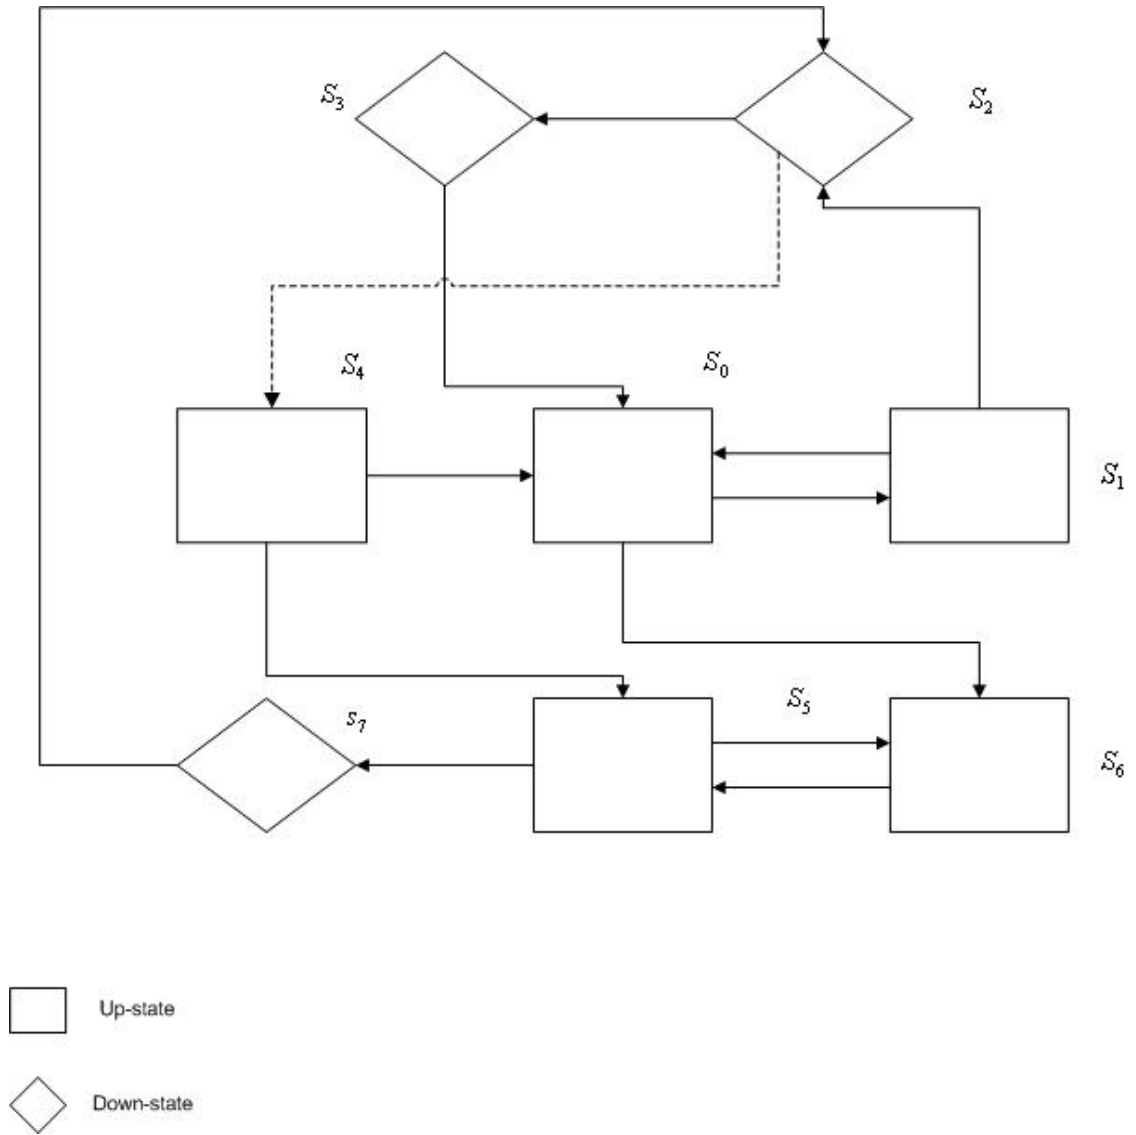 S₃
S₂
S₄
S₀
S₁
S₅
s₇
S₆
Up-state
Down-state